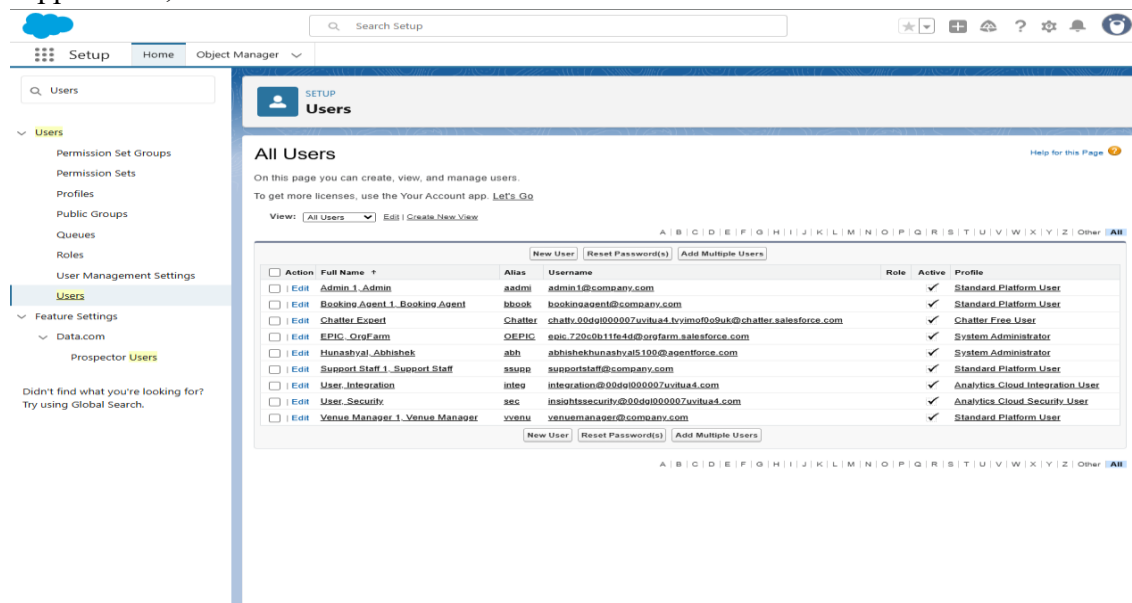 Search Setup
Setup Home Object Manager
Users
SETUP
Users
Users
Permission Set Groups
Permission Sets
Profiles
Public Groups
Queues
Roles
User Management Settings
Users
Feature Settings
Data.com
Prospector Users
Didn't find what you're looking for?
Try using Global Search.
All Users
Help for this Page
On this page you can create, view, and manage users.
To get more licenses, use the Your Account app. Let's Go
View: All Users Edit | Create New View
A | B | C | D | E | F | G | H | I | J | K | L | M | N | O | P | Q | R | S | T | U | V | W | X | Y | Z | Other All
New User Reset Password(s) Add Multiple Users
Action Full Name ↑ Alias Username Role Active Profile
| Edit Admin 1, Admin aadmi admin1@company.com ✓ Standard Platform User
| Edit Booking Agent 1, Booking Agent bbook bookingagent@company.com ✓ Standard Platform User
| Edit Chatter Expert Chatter chatty.00dgl000007uvitua4.tvyimof0o9uk@chatter.salesforce.com ✓ Chatter Free User
| Edit EPIC, OrgFarm OEPIC epic.720c0b11fe4d@orgfarm.salesforce.com ✓ System Administrator
| Edit Hunashyal, Abhishek abh abhishekhunashyal5100@agentforce.com ✓ System Administrator
| Edit Support Staff 1, Support Staff ssupp supportstaff@company.com ✓ Standard Platform User
| Edit User, Integration integ integration@00dgl000007uvitua4.com ✓ Analytics Cloud Integration User
| Edit User, Security sec insightssecurity@00dgl000007uvitua4.com ✓ Analytics Cloud Security User
| Edit Venue Manager 1, Venue Manager vvenu venuemanager@company.com ✓ Standard Platform User
New User Reset Password(s) Add Multiple Users
A | B | C | D | E | F | G | H | I | J | K | L | M | N | O | P | Q | R | S | T | U | V | W | X | Y | Z | Other All